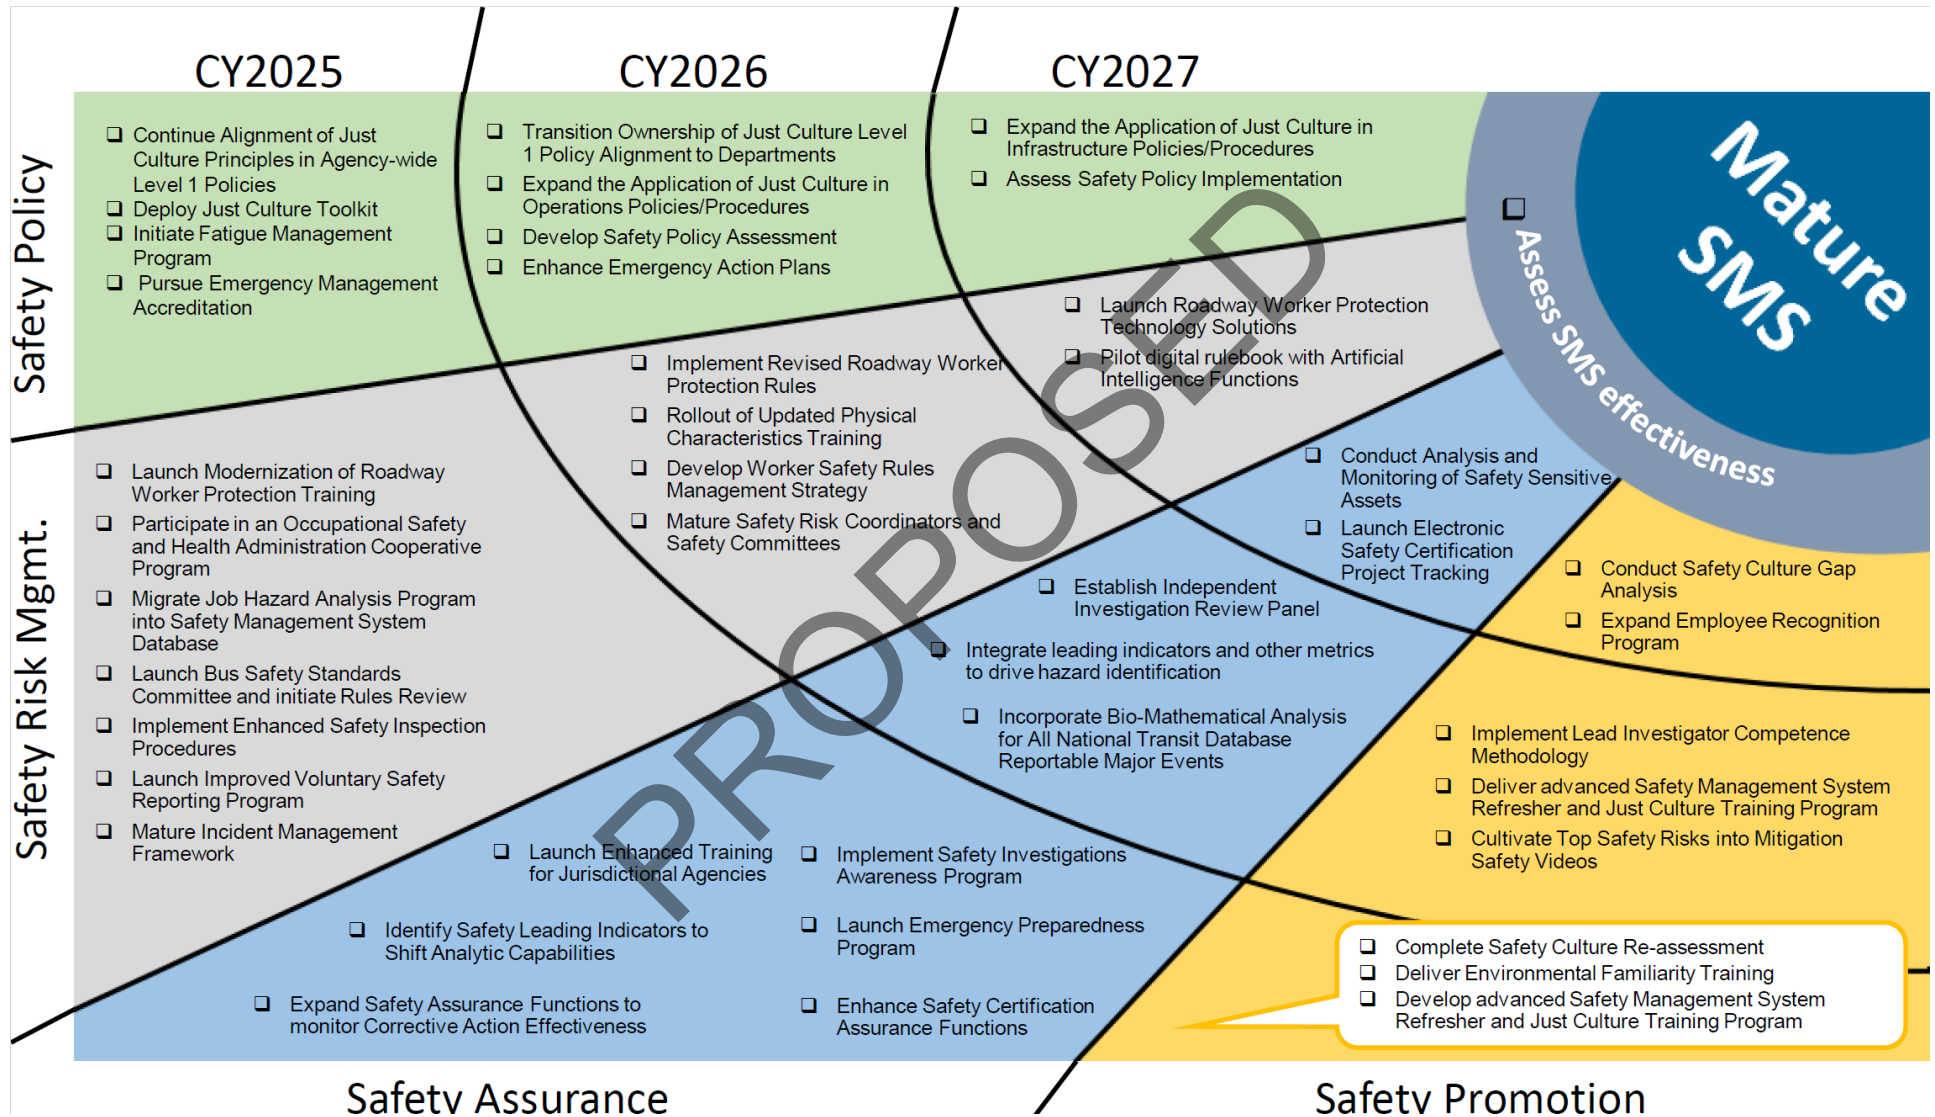 CY2025
CY2026
CY2027
Safety Policy
Continue Alignment of Just
Culture Principles in Agency-wide
Level 1 Policies
Deploy Just Culture Toolkit
Initiate Fatigue Management
Program
Pursue Emergency Management
Accreditation
Transition Ownership of Just Culture Level
1 Policy Alignment to Departments
Expand the Application of Just Culture in
Operations Policies/Procedures
Develop Safety Policy Assessment
Enhance Emergency Action Plans
Expand the Application of Just Culture in
Infrastructure Policies/Procedures
Assess Safety Policy Implementation
Mature
SMS
Assess SMS effectiveness
Safety Risk Mgmt.
Launch Modernization of Roadway
Worker Protection Training
Participate in an Occupational Safety
and Health Administration Cooperative
Program
Migrate Job Hazard Analysis Program
into Safety Management System
Database
Launch Bus Safety Standards
Committee and initiate Rules Review
Implement Enhanced Safety Inspection
Procedures
Launch Improved Voluntary Safety
Reporting Program
Mature Incident Management
Framework
Implement Revised Roadway Worker
Protection Rules
Rollout of Updated Physical
Characteristics Training
Develop Worker Safety Rules
Management Strategy
Mature Safety Risk Coordinators and
Safety Committees
Launch Roadway Worker Protection
Technology Solutions
Pilot digital rulebook with Artificial
Intelligence Functions
PROPOSED
Conduct Analysis and
Monitoring of Safety Sensitive
Assets
Launch Electronic
Safety Certification
Project Tracking
Establish Independent
Investigation Review Panel
Integrate leading indicators and other metrics
to drive hazard identification
Incorporate Bio-Mathematical Analysis
for All National Transit Database
Reportable Major Events
Launch Enhanced Training
for Jurisdictional Agencies
Identify Safety Leading Indicators to
Shift Analytic Capabilities
Expand Safety Assurance Functions to
monitor Corrective Action Effectiveness
Implement Safety Investigations
Awareness Program
Launch Emergency Preparedness
Program
Enhance Safety Certification
Assurance Functions
Conduct Safety Culture Gap
Analysis
Expand Employee Recognition
Program
Implement Lead Investigator Competence
Methodology
Deliver advanced Safety Management System
Refresher and Just Culture Training Program
Cultivate Top Safety Risks into Mitigation
Safety Videos
Complete Safety Culture Re-assessment
Deliver Environmental Familiarity Training
Develop advanced Safety Management System
Refresher and Just Culture Training Program
Safety Assurance
Safety Promotion